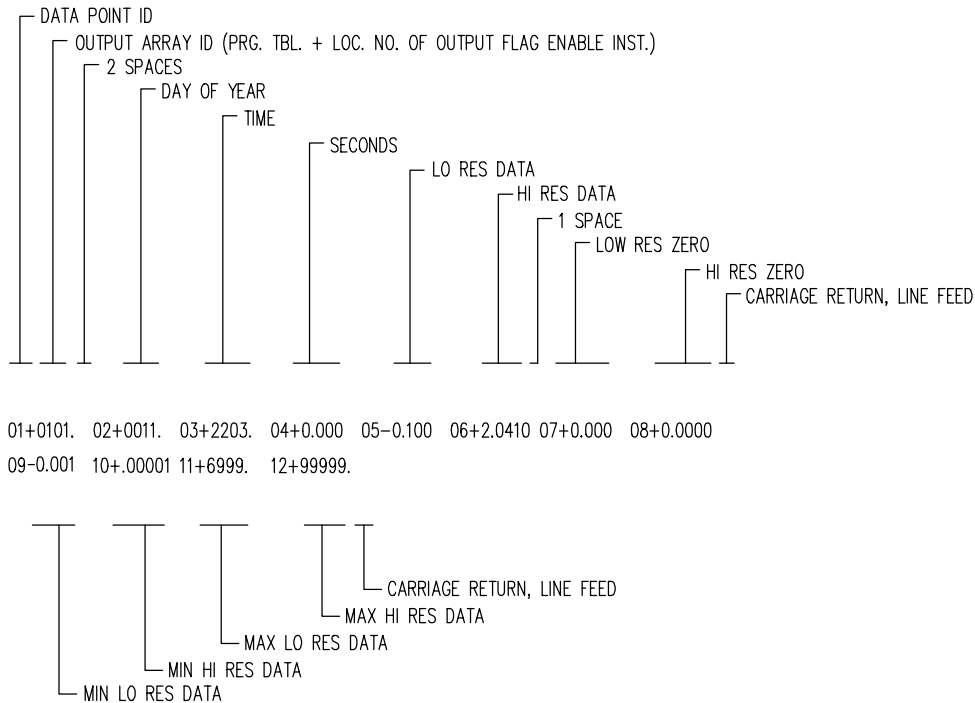 DATA POINT ID
OUTPUT ARRAY ID (PRG. TBL. + LOC. NO. OF OUTPUT FLAG ENABLE INST.)
2 SPACES
DAY OF YEAR
TIME
SECONDS
LO RES DATA
HI RES DATA
1 SPACE
LOW RES ZERO
HI RES ZERO
CARRIAGE RETURN, LINE FEED
01+0101. 02+0011. 03+2203. 04+0.000 05-0.100 06+2.0410 07+0.000 08+0.0000
09-0.001 10+.00001 11+6999. 12+99999.
CARRIAGE RETURN, LINE FEED
MAX HI RES DATA
MAX LO RES DATA
MIN HI RES DATA
MIN LO RES DATA